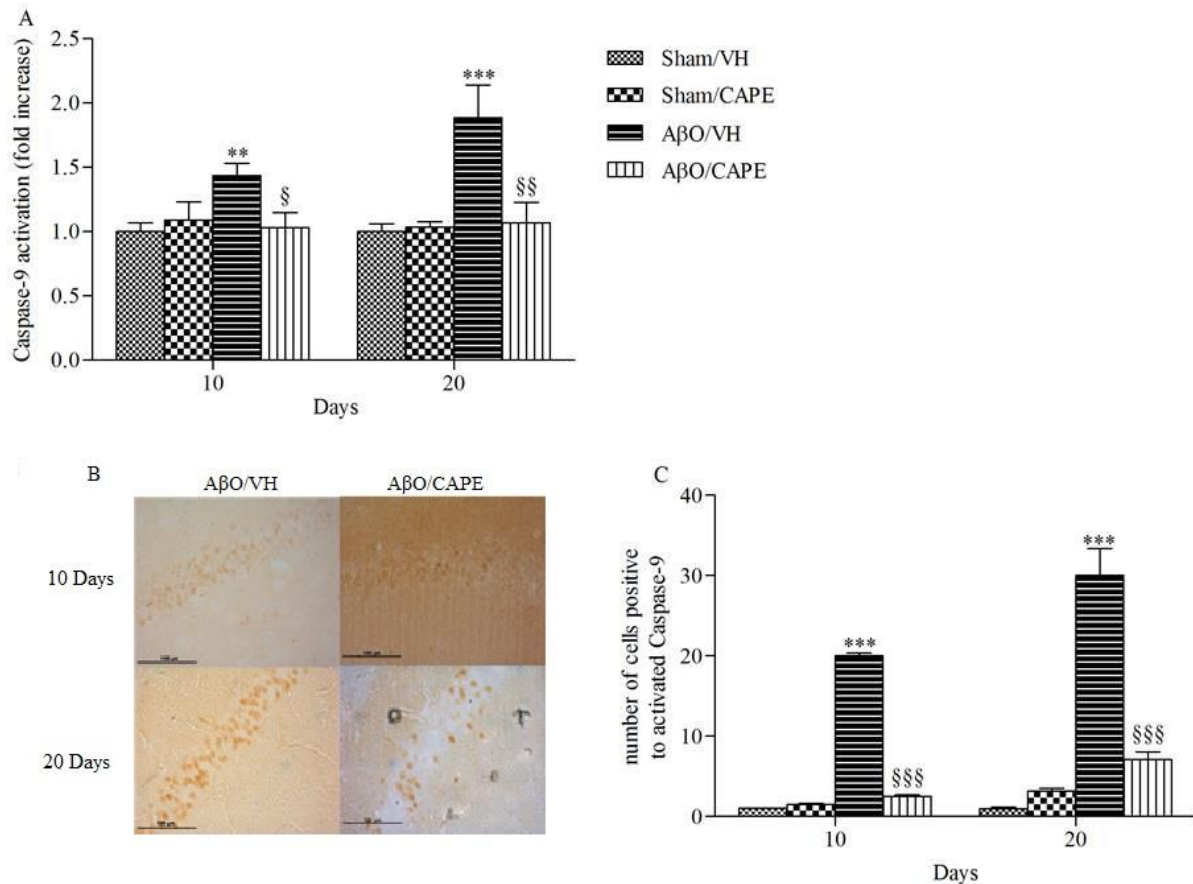 A
Caspase-9 activation (fold increase)
2.5
2.0
1.5
1.0
0.5
0.0
**
§
***
§§
10
20
Days
Sham/VH
Sham/CAPE
AβO/VH
AβO/CAPE
B
AβO/VH
AβO/CAPE
10 Days
20 Days
C
number of cells positive
to activated Caspase-9
40
30
20
10
0
***
§§§
***
§§§
10
20
Days